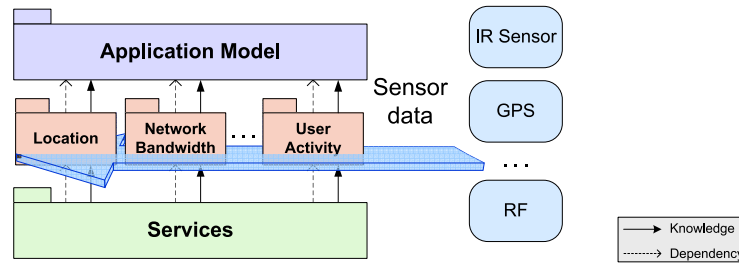 Application Model
IR Sensor
Sensor
data
GPS
Location
Network
Bandwidth
...
User
Activity
...
RF
Services
Knowledge
Dependency